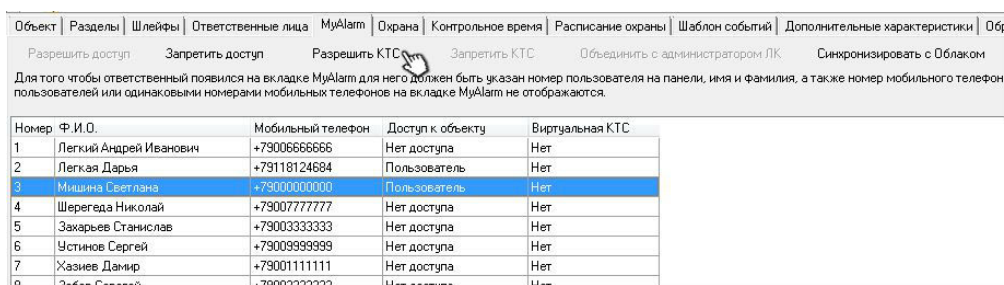 Объект Разделы Шлейфы Ответственные лица MyAlarm Охрана Контрольное время Расписание охраны Шаблон событий Дополнительные характеристики Обр
Разрешить доступ Запретить доступ Разрешить КТС Запретить КТС Объединить с администратором ЛК Синхронизировать с Облаком
Для того чтобы ответственный появился на вкладке MyAlarm для него должен быть указан номер пользователя на панели, имя и фамилия, а также номер мобильного телефон
пользователей или одинаковыми номерами мобильных телефонов на вкладке MyAlarm не отображаются.
Номер Ф.И.О. Мобильный телефон Доступ к объекту Виртуальная КТС
1 Легкий Андрей Иванович +79006666666 Нет доступа Нет
2 Легкая Дарья +79118124684 Пользователь Нет
3 Мишина Светлана +79000000000 Пользователь Нет
4 Шерегеда Николай +79007777777 Нет доступа Нет
5 Захарьев Станислав +79003333333 Нет доступа Нет
6 Устинов Сергей +79009999999 Нет доступа Нет
7 Хазиев Дамир +79001111111 Нет доступа Нет